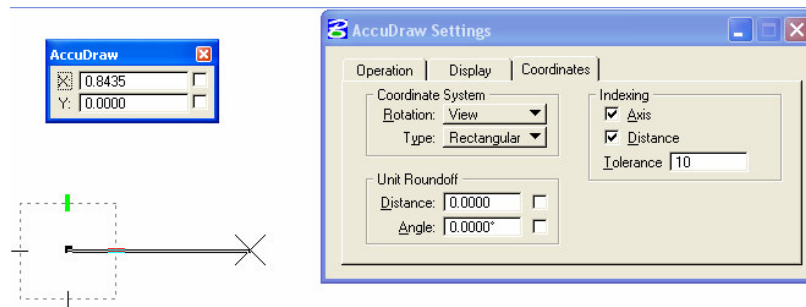 AccuDraw
X: 0.8435
Y: 0.0000
AccuDraw Settings
Operation Display Coordinates
Coordinate System
Rotation: View
Type: Rectangular
Unit Roundoff
Distance: 0.0000
Angle: 0.0000°
Indexing
Axis
Distance
Tolerance 10